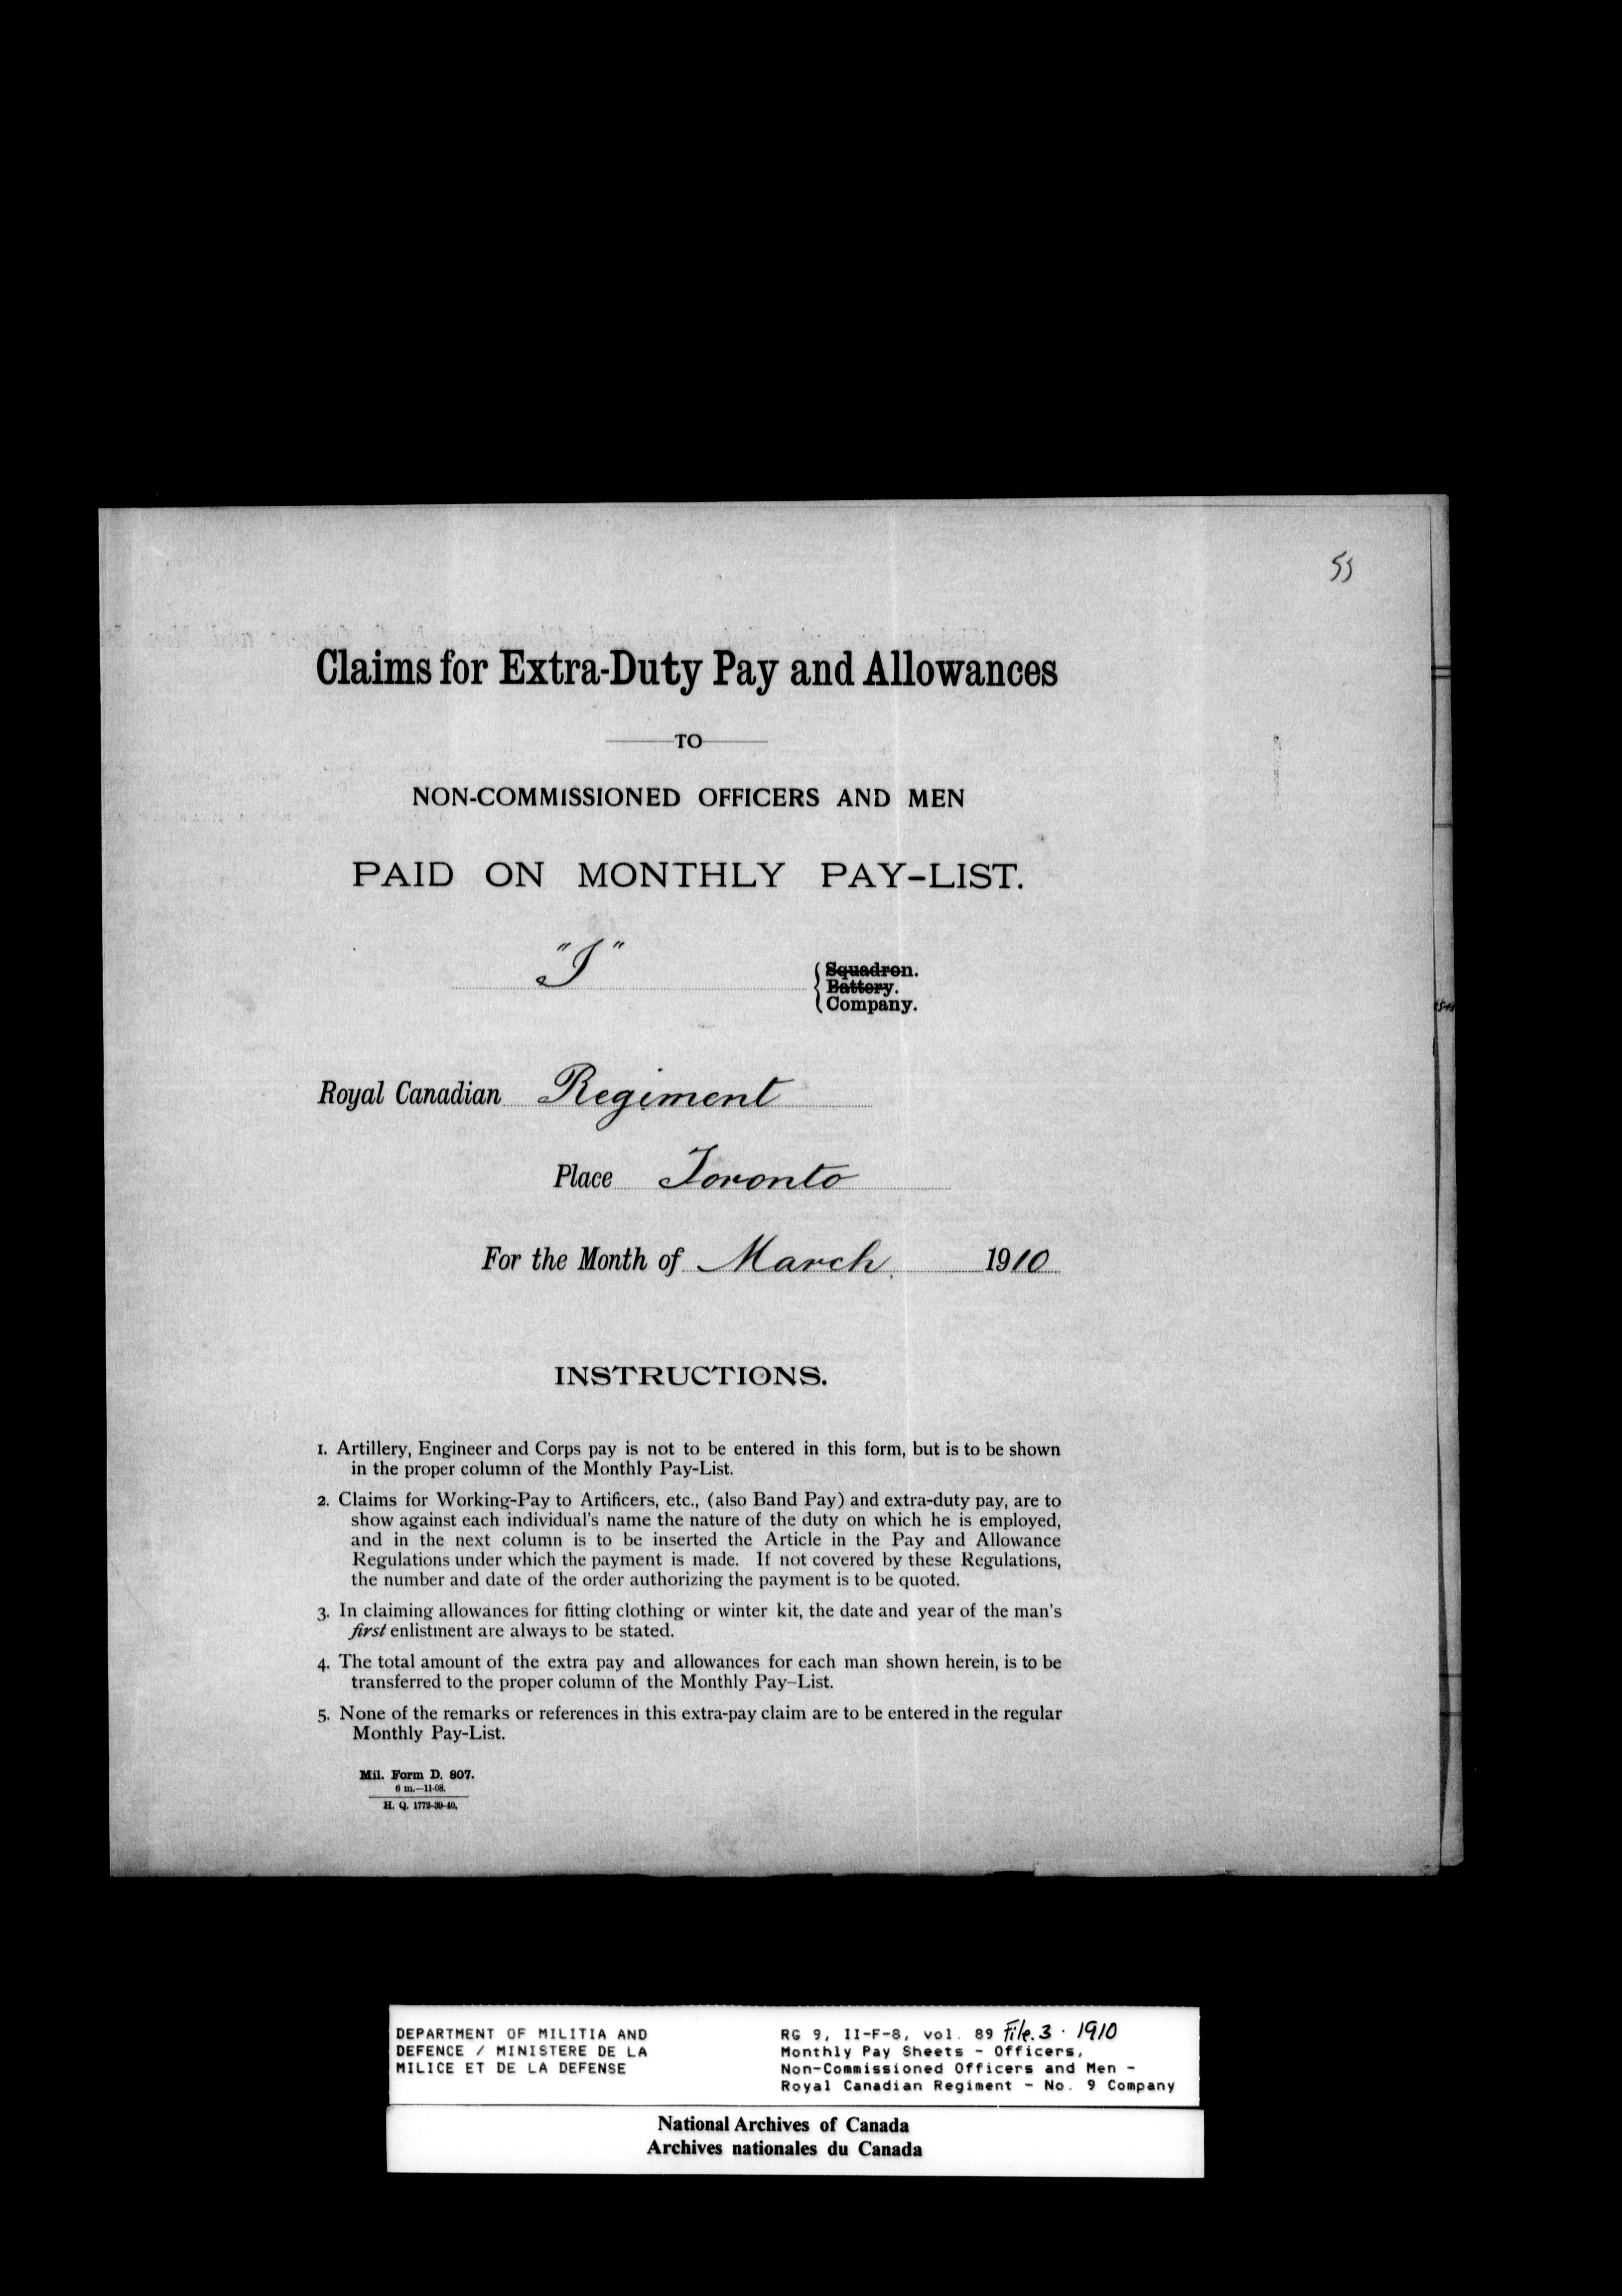 55
Claims for Extra-Duty Pay and Allowances
TO
NON-COMMISSIONED OFFICERS AND MEN
PAID ON MONTHLY PAY-LIST.
"I"
Squadron.
Battery.
Company.
Royal Canadian Regiment
Place Toronto
For the Month of March 1910
INSTRUCTIONS.
1. Artillery, Engineer and Corps pay is not to be entered in this form, but is to be shown
in the proper column of the Monthly Pay-List.
2. Claims for Working-Pay to Artificers, etc., (also Band Pay) and extra-duty pay, are to
show against each individual's name the nature of the duty on which he is employed,
and in the next column is to be inserted the Article in the Pay and Allowance
Regulations under which the payment is made. If not covered by these Regulations,
the number and date of the order authorizing the payment is to be quoted.
3. In claiming allowances for fitting clothing or winter kit, the date and year of the man's
first enlistment are always to be stated.
4. The total amount of the extra pay and allowances for each man shown herein, is to be
transferred to the proper column of the Monthly Pay-List.
5. None of the remarks or references in this extra-pay claim are to be entered in the regular
Monthly Pay-List.
Mil. Form D. 807.
6 m.—11-08.
H. Q. 1772-39-40.
DEPARTMENT OF MILITIA AND
DEFENCE / MINISTERE DE LA
MILICE ET DE LA DEFENSE
RG 9, II-F-8, vol. 89 File. 3 · 1910
Monthly Pay Sheets - Officers,
Non-Commissioned Officers and Men -
Royal Canadian Regiment - No. 9 Company
National Archives of Canada
Archives nationales du Canada